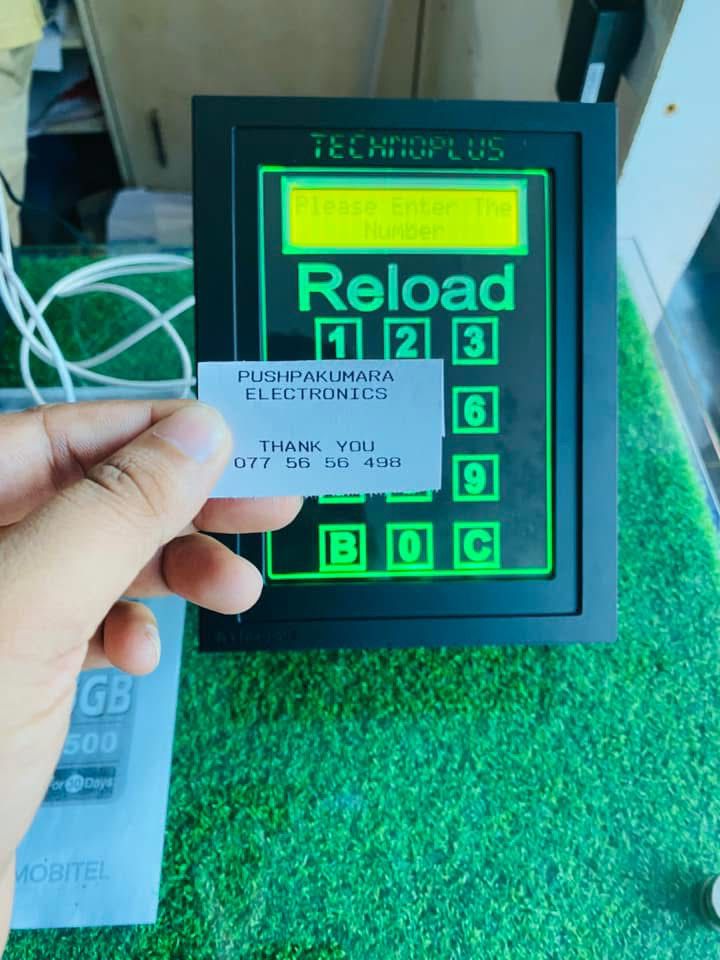 TECHNOPLUS
Please Enter The
Number
Reload
1 2 3
PUSHPAKUMARA
ELECTRONICS
6
THANK YOU
077 56 56 498
9
B 0 C
GB
500
For 30 Days
MOBITEL